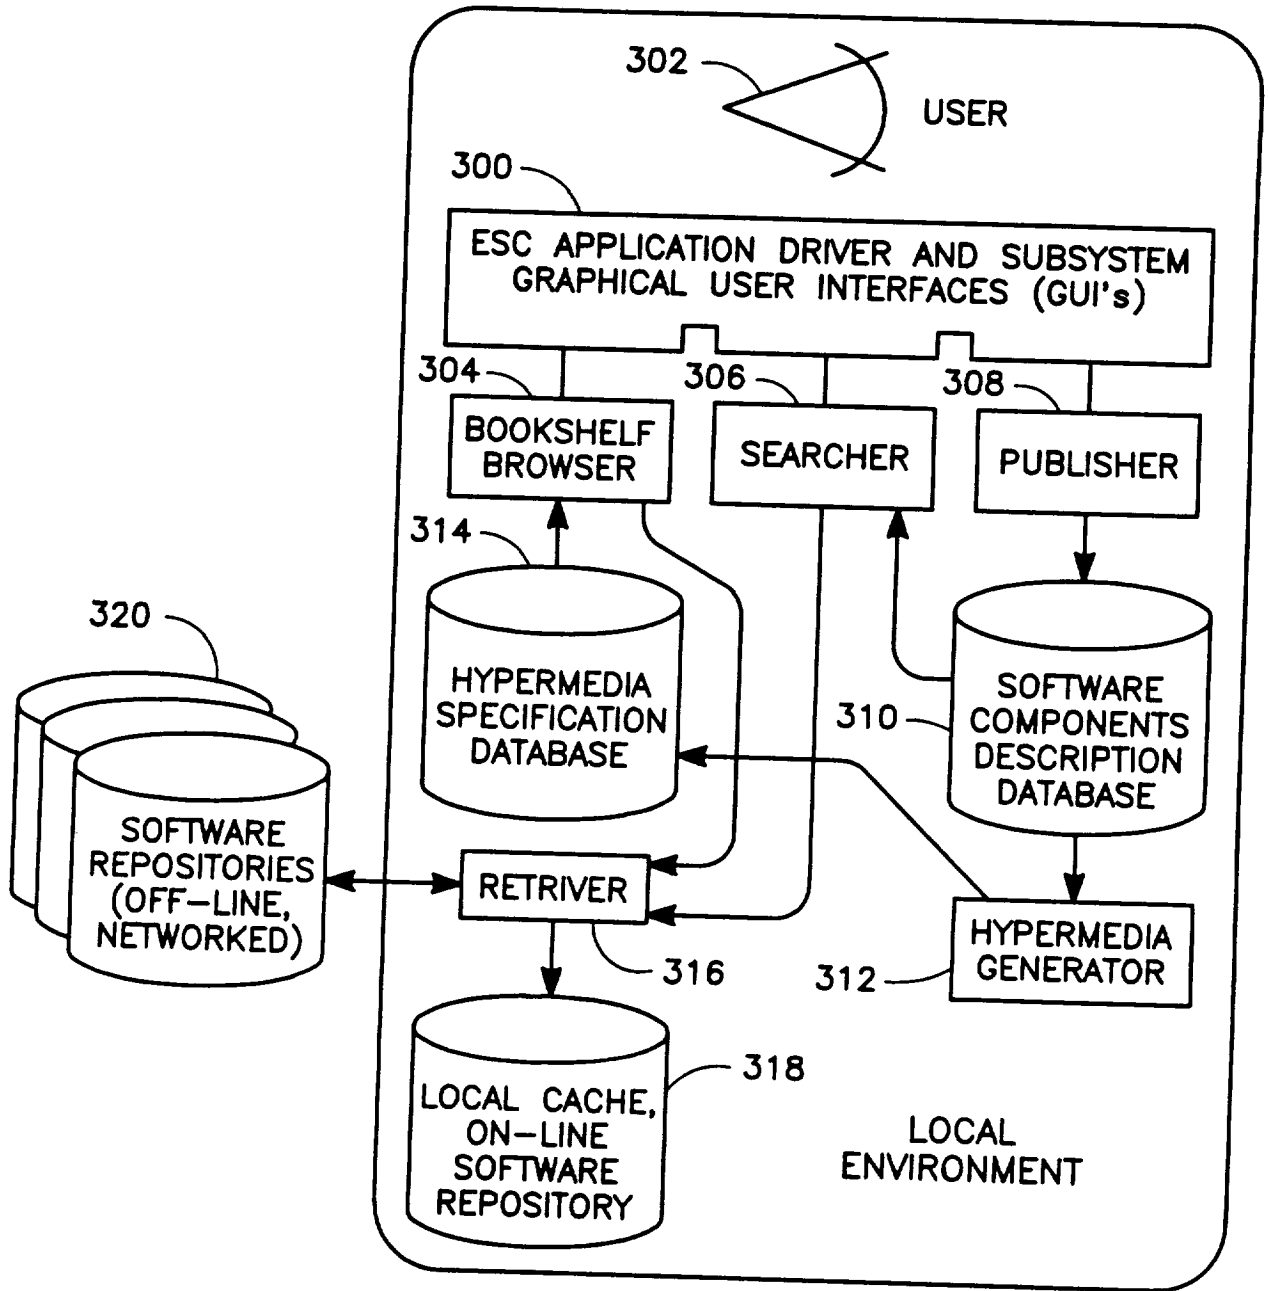 302
USER
300
ESC APPLICATION DRIVER AND SUBSYSTEM
GRAPHICAL USER INTERFACES (GUI's)
304
306
308
BOOKSHELF
BROWSER
SEARCHER
PUBLISHER
314
320
HYPERMEDIA
SPECIFICATION
DATABASE
310
SOFTWARE
COMPONENTS
DESCRIPTION
DATABASE
SOFTWARE
REPOSITORIES
(OFF-LINE,
NETWORKED)
RETRIVER
316
312
HYPERMEDIA
GENERATOR
318
LOCAL CACHE,
ON-LINE
SOFTWARE
REPOSITORY
LOCAL
ENVIRONMENT